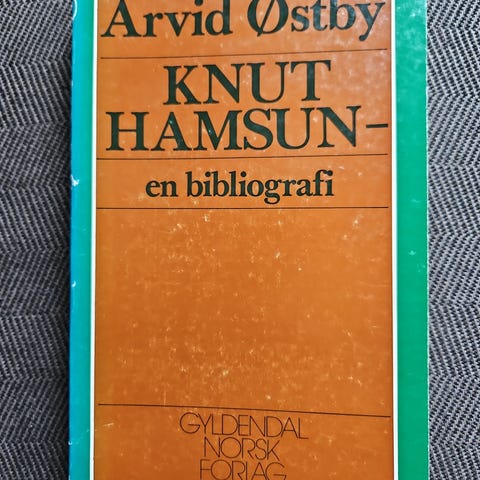 Arvid Østby
KNUT
HAMSUN–
en bibliografi
GYLDENDAL
NORSK
FORLAG